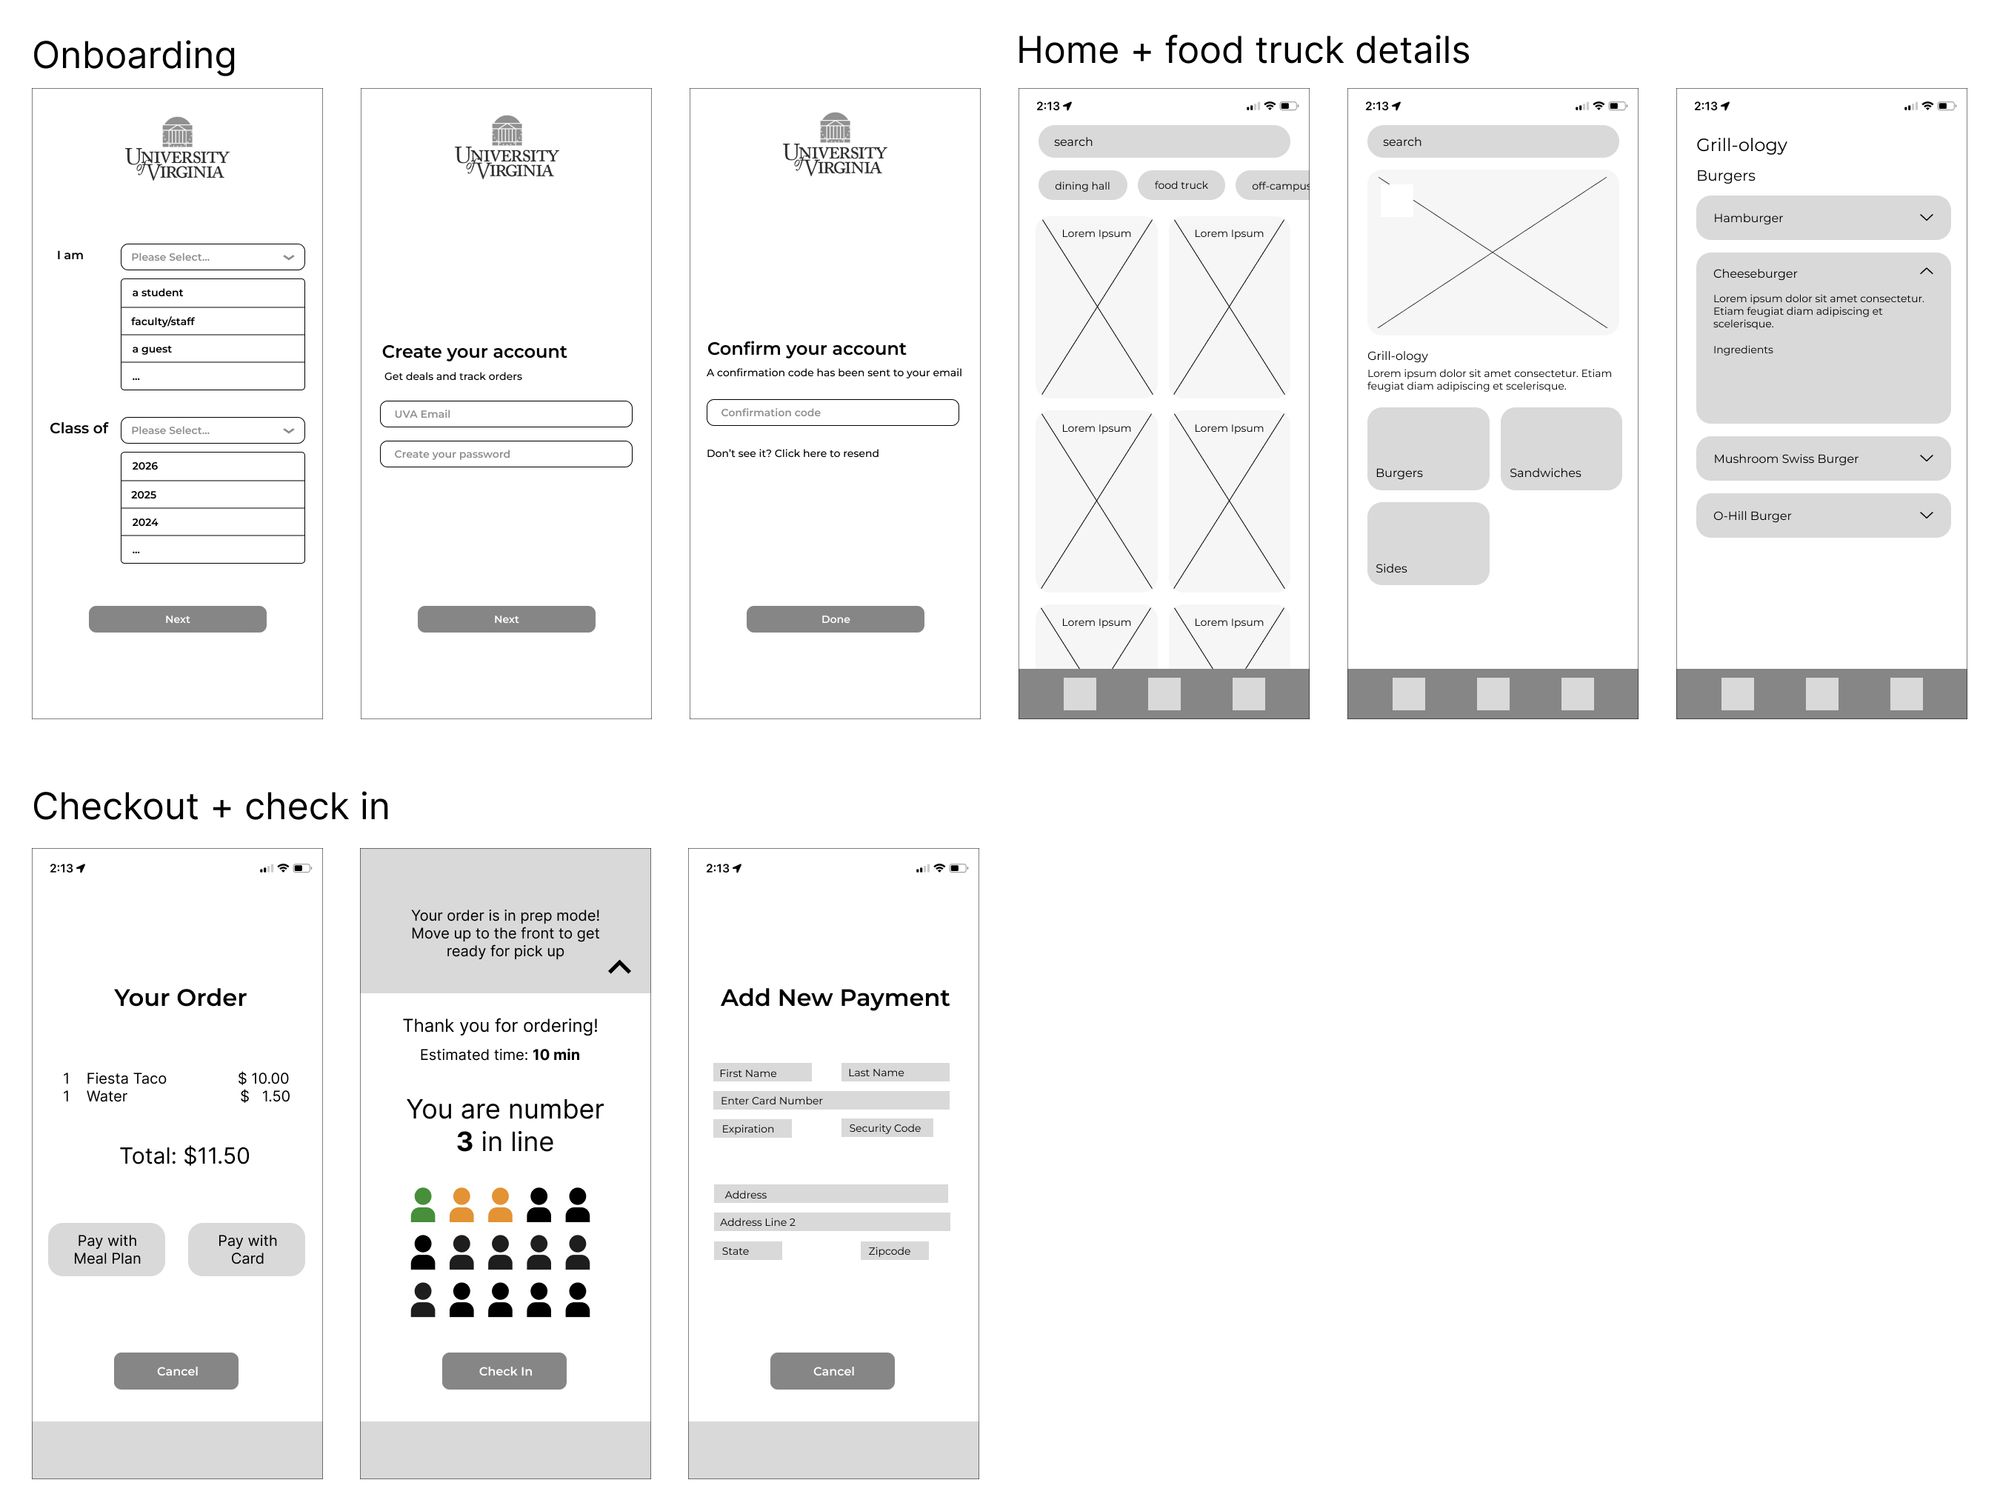 Onboarding
UNIVERSITY
of VIRGINIA
I am
Please Select...
a student
faculty/staff
a guest
...
Class of
Please Select...
2026
2025
2024
...
Next
UNIVERSITY
of VIRGINIA
Create your account
Get deals and track orders
UVA Email
Create your password
Next
UNIVERSITY
of VIRGINIA
Confirm your account
A confirmation code has been sent to your email
Confirmation code
Don't see it? Click here to resend
Done
Home + food truck details
2:13
search
dining hall
food truck
off-campus
Lorem Ipsum
Lorem Ipsum
Lorem Ipsum
Lorem Ipsum
Lorem Ipsum
Lorem Ipsum
2:13
search
Grill-ology
Lorem ipsum dolor sit amet consectetur. Etiam
feugiat diam adipiscing et scelerisque.
Burgers
Sandwiches
Sides
2:13
Grill-ology
Burgers
Hamburger
Cheeseburger
Lorem ipsum dolor sit amet consectetur.
Etiam feugiat diam adipiscing et
scelerisque.
Ingredients
Mushroom Swiss Burger
O-Hill Burger
Checkout + check in
2:13
Your Order
1 Fiesta Taco $ 10.00
1 Water $ 1.50
Total: $11.50
Pay with
Meal Plan
Pay with
Card
Cancel
Your order is in prep mode!
Move up to the front to get
ready for pick up
Thank you for ordering!
Estimated time: 10 min
You are number
3 in line
Check In
2:13
Add New Payment
First Name
Last Name
Enter Card Number
Expiration
Security Code
Address
Address Line 2
State
Zipcode
Cancel